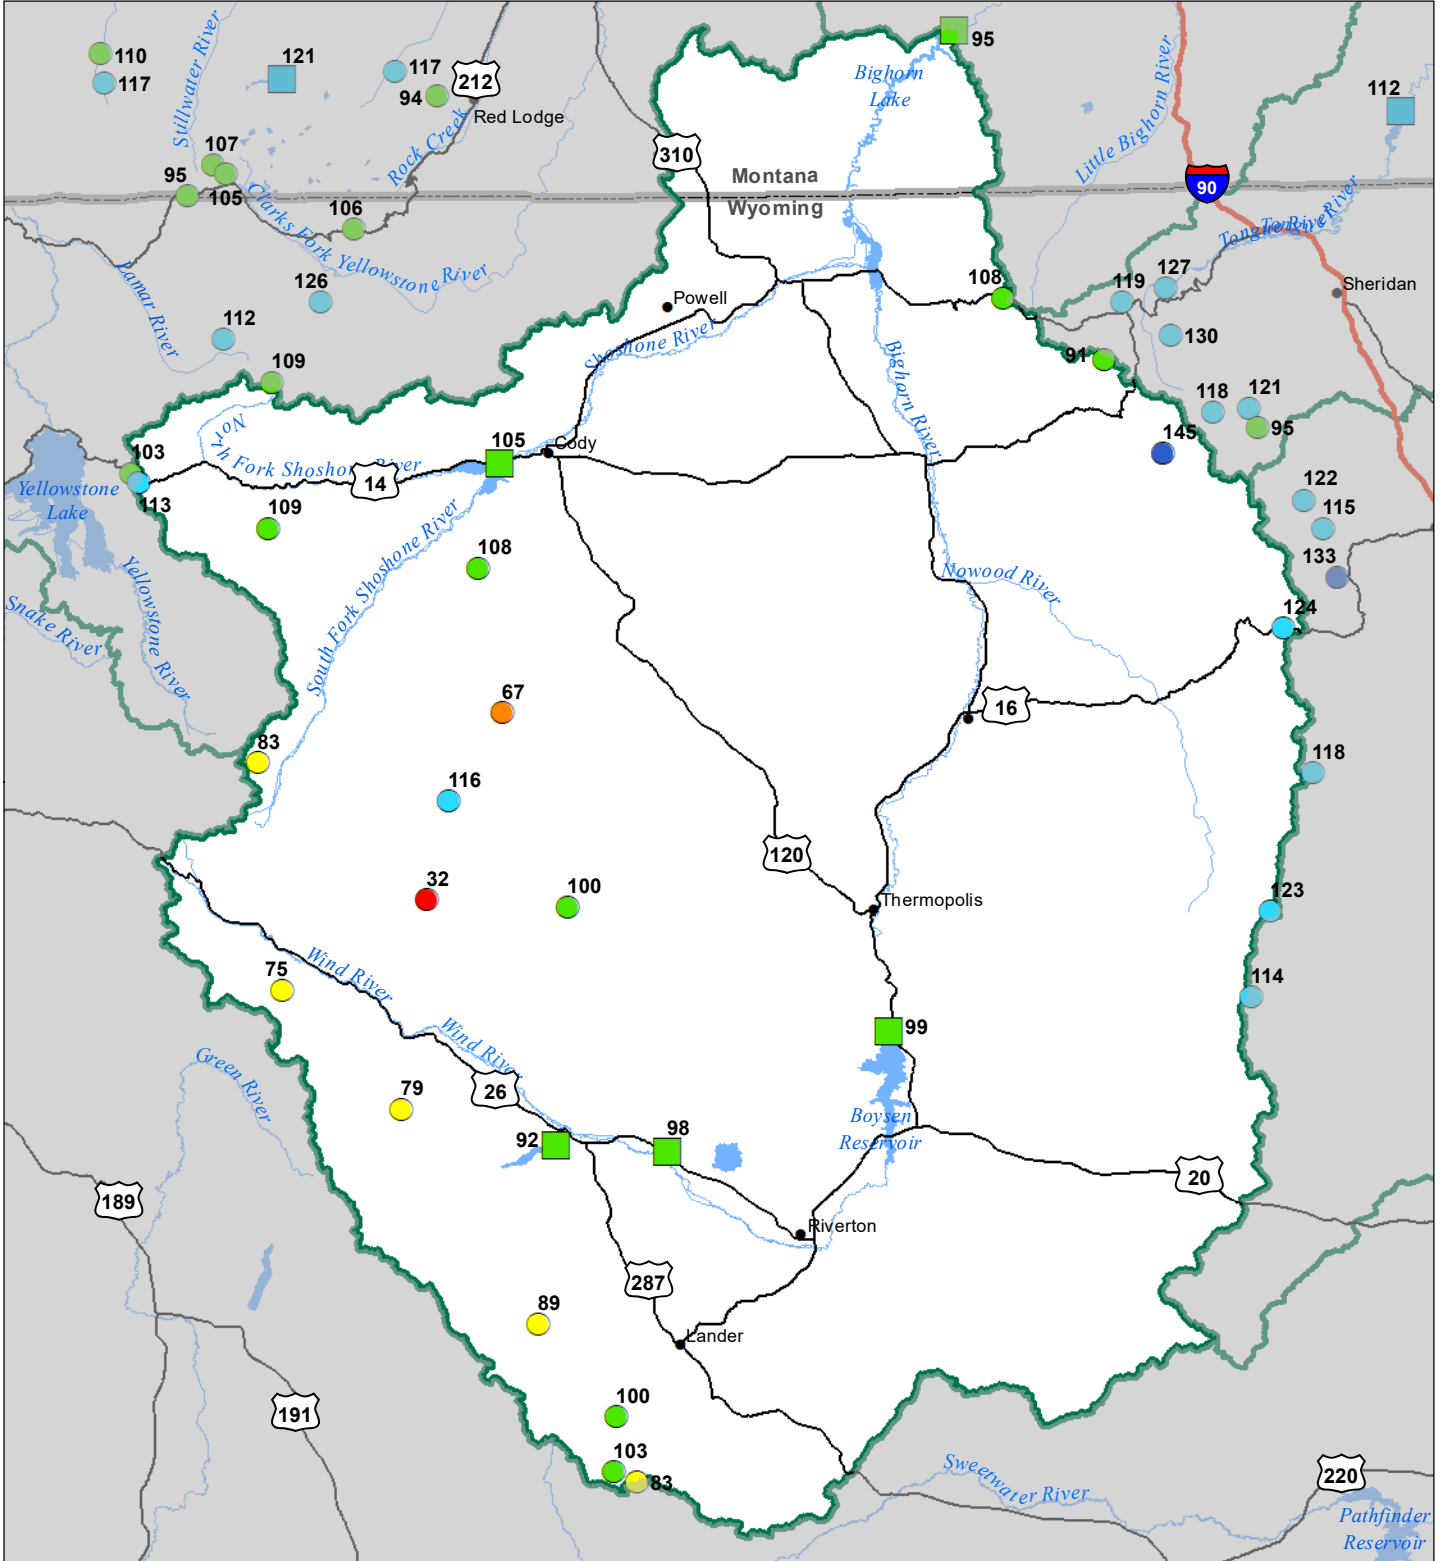 110
117
Stillwater River
121
117
94
212
Rock Creek
Red Lodge
95
Bighorn
Lake
Little Bighorn River
112
107
95
105
106
Clarks Fork Yellowstone River
310
Montana
Wyoming
90
Tongue River
Tongue River
Lamar River
126
112
109
Powell
Shoshone River
108
119
127
Sheridan
130
91
Bighorn River
118
121
95
145
103
113
Yellowstone
Lake
North Fork Shoshone River
14
105
Cody
109
108
South Fork Shoshone River
122
115
133
Nowood River
124
Yellowstone River
Snake River
67
83
116
16
118
120
32
100
Thermopolis
123
75
Wind River
114
99
Wind River
Green River
79
26
Boysen
Reservoir
92
98
20
189
Riverton
287
89
Lander
191
100
103
83
Sweetwater River
220
Pathfinder
Reservoir